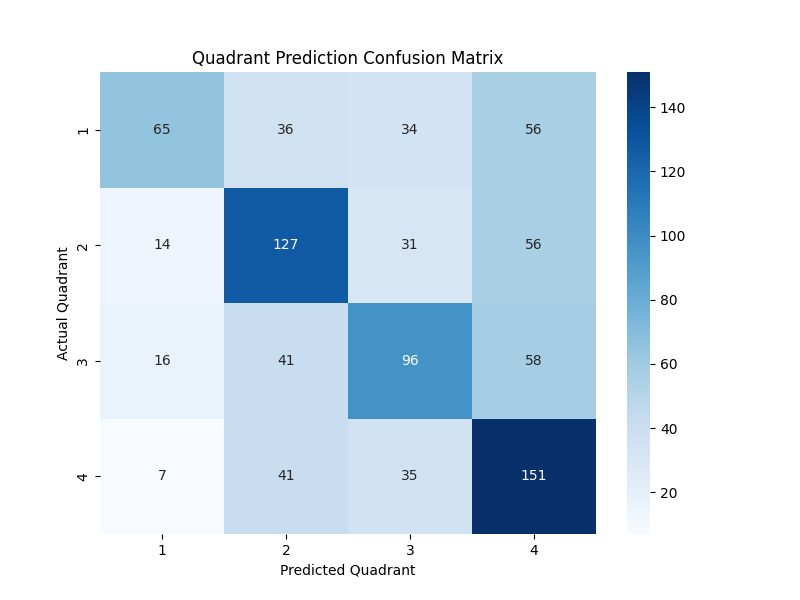 Quadrant Prediction Confusion Matrix
Actual Quadrant
1 65 36 34 56
2 14 127 31 56
3 16 41 96 58
4 7 41 35 151
1 2 3 4
Predicted Quadrant
140
120
100
80
60
40
20